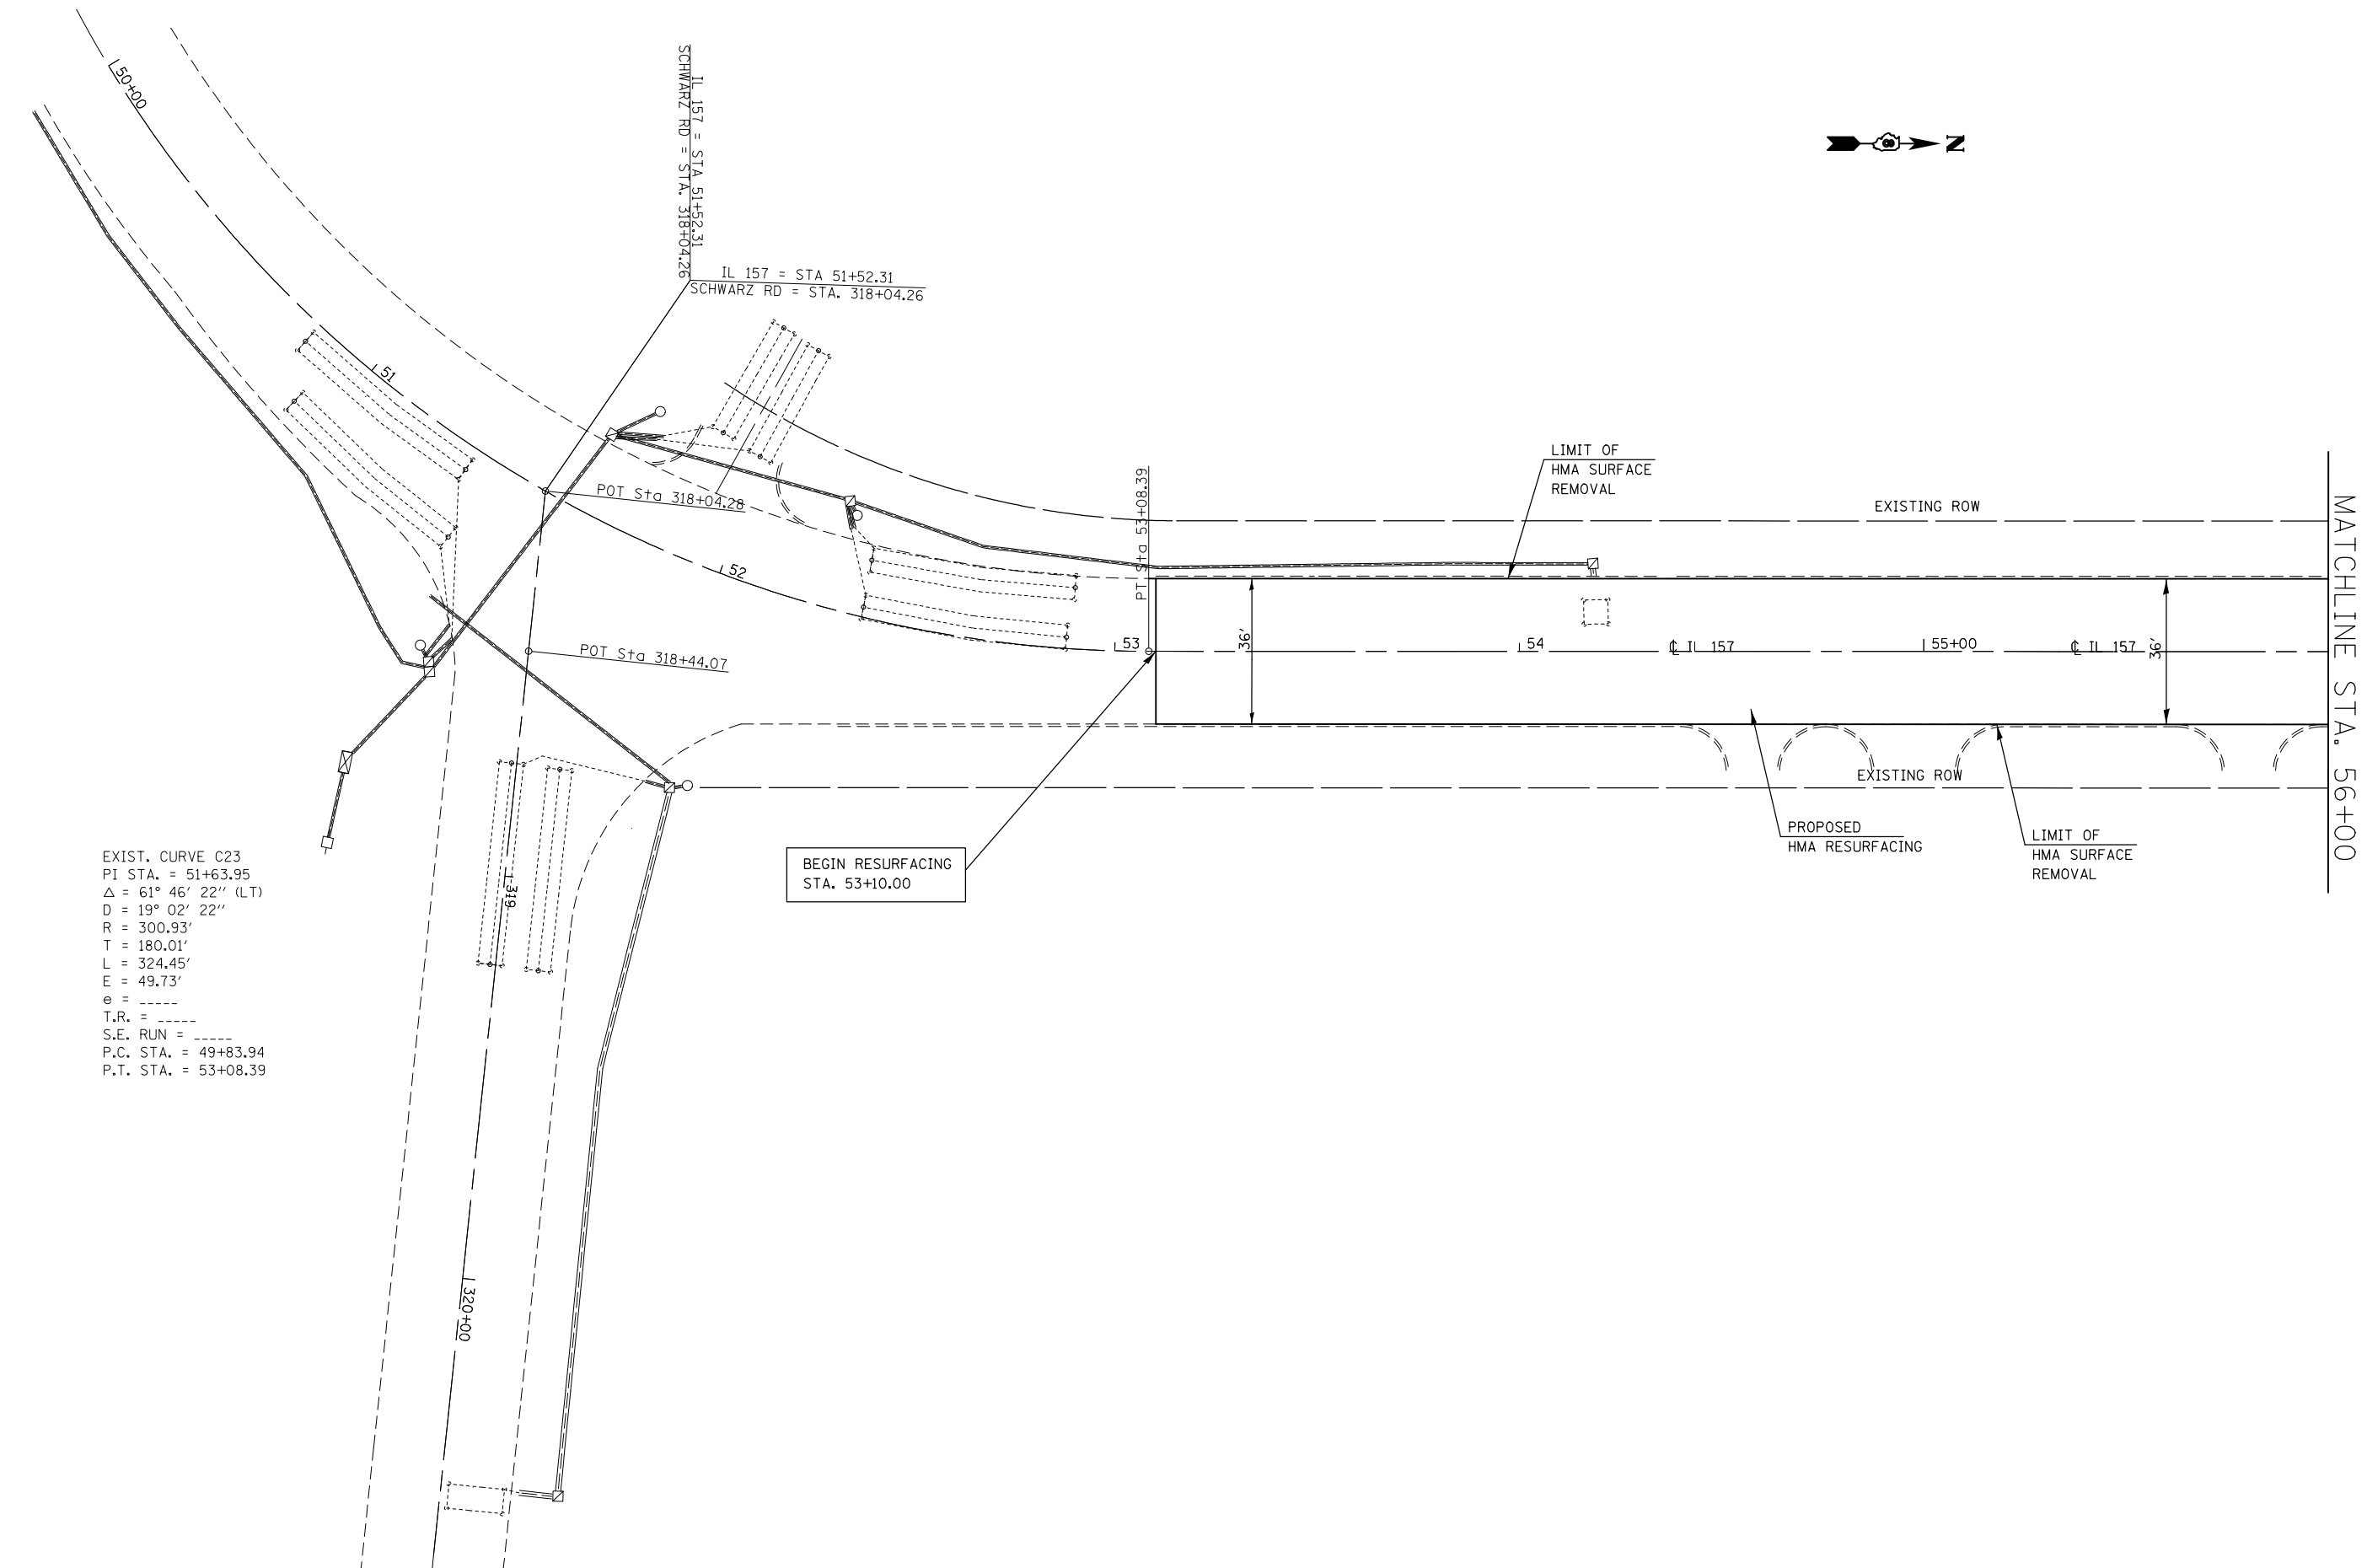 50+00
IL 157 = STA 51+52.31
SCHWARZ RD = STA. 318+04.26
IL 157 = STA 51+52.31
SCHWARZ RD = STA. 318+04.26
N
51
POT Sta 318+04.28
52
PT Sta 53+08.39
LIMIT OF
HMA SURFACE
REMOVAL
EXISTING ROW
MATCHLINE STA. 56+00
POT Sta 318+44.07
53
36'
54
℄ IL 157
55+00
℄ IL 157
36'
EXISTING ROW
PROPOSED
HMA RESURFACING
LIMIT OF
HMA SURFACE
REMOVAL
BEGIN RESURFACING
STA. 53+10.00
319
EXIST. CURVE C23
PI STA. = 51+63.95
Δ = 61° 46' 22" (LT)
D = 19° 02' 22"
R = 300.93'
T = 180.01'
L = 324.45'
E = 49.73'
e = _____
T.R. = _____
S.E. RUN = _____
P.C. STA. = 49+83.94
P.T. STA. = 53+08.39
320+00